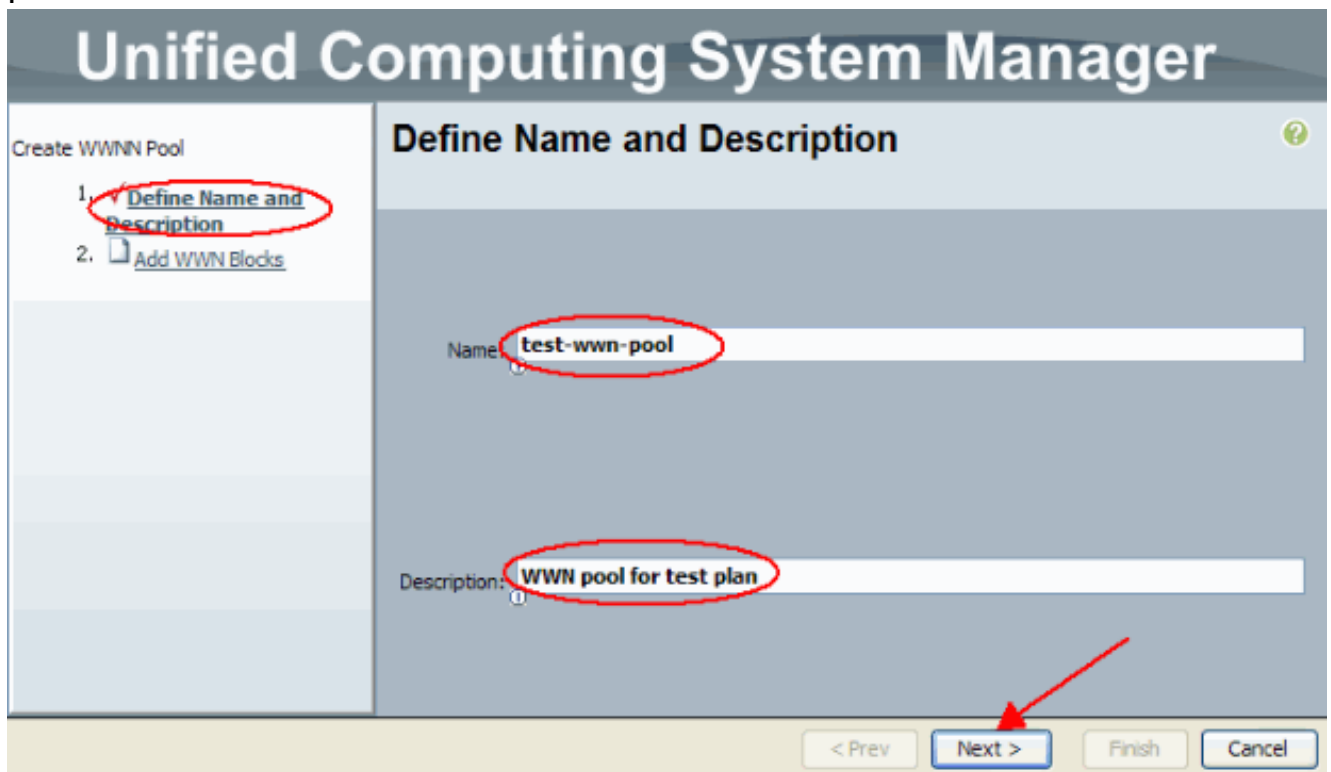 Unified Computing System Manager
Create WWNN Pool
1. √ Define Name and
Description
2. Add WWN Blocks
Define Name and Description
?
Name: test-wwn-pool
Description: WWN pool for test plan
< Prev
Next >
Finish
Cancel